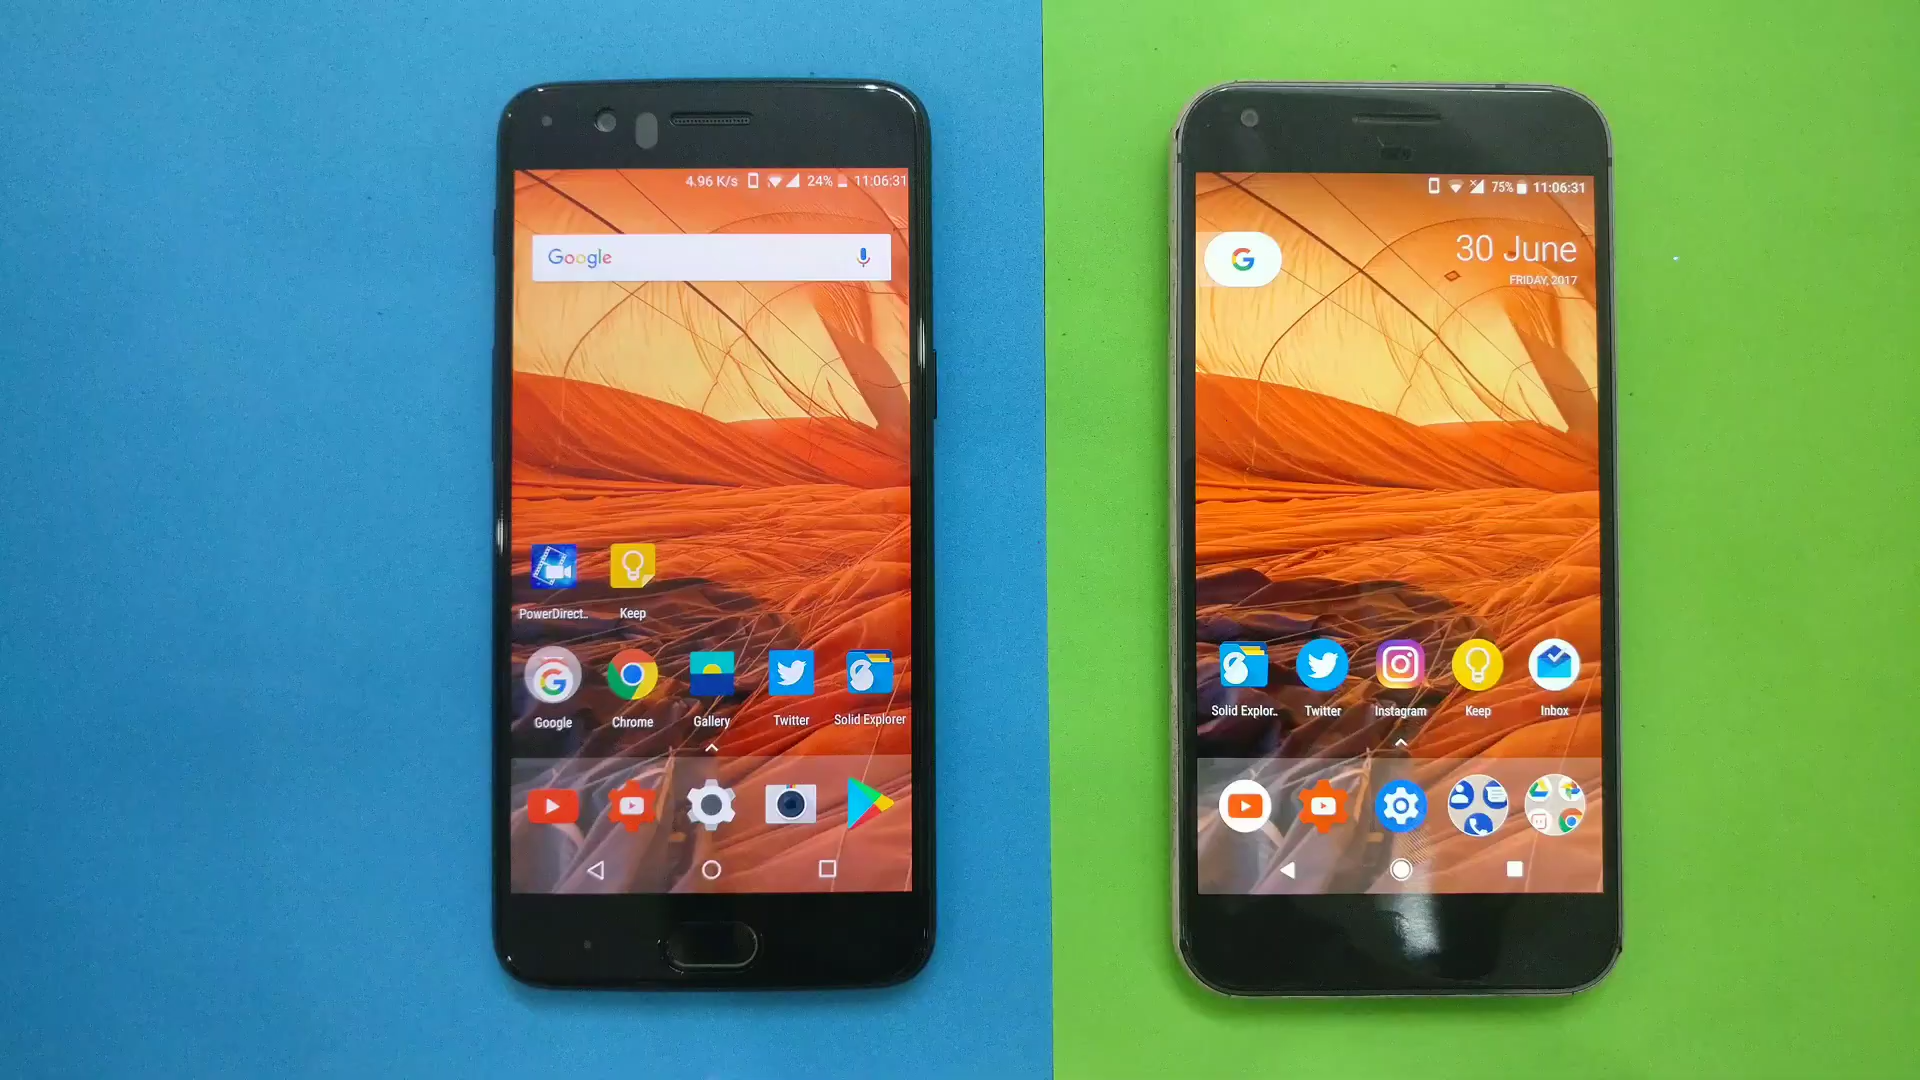 4.96 K/s 24% 11:06:31
Google
PowerDirect.. Keep
Google Chrome Gallery Twitter Solid Explorer
75% 11:06:31
30 June
FRIDAY, 2017
Solid Explor.. Twitter Instagram Keep Inbox